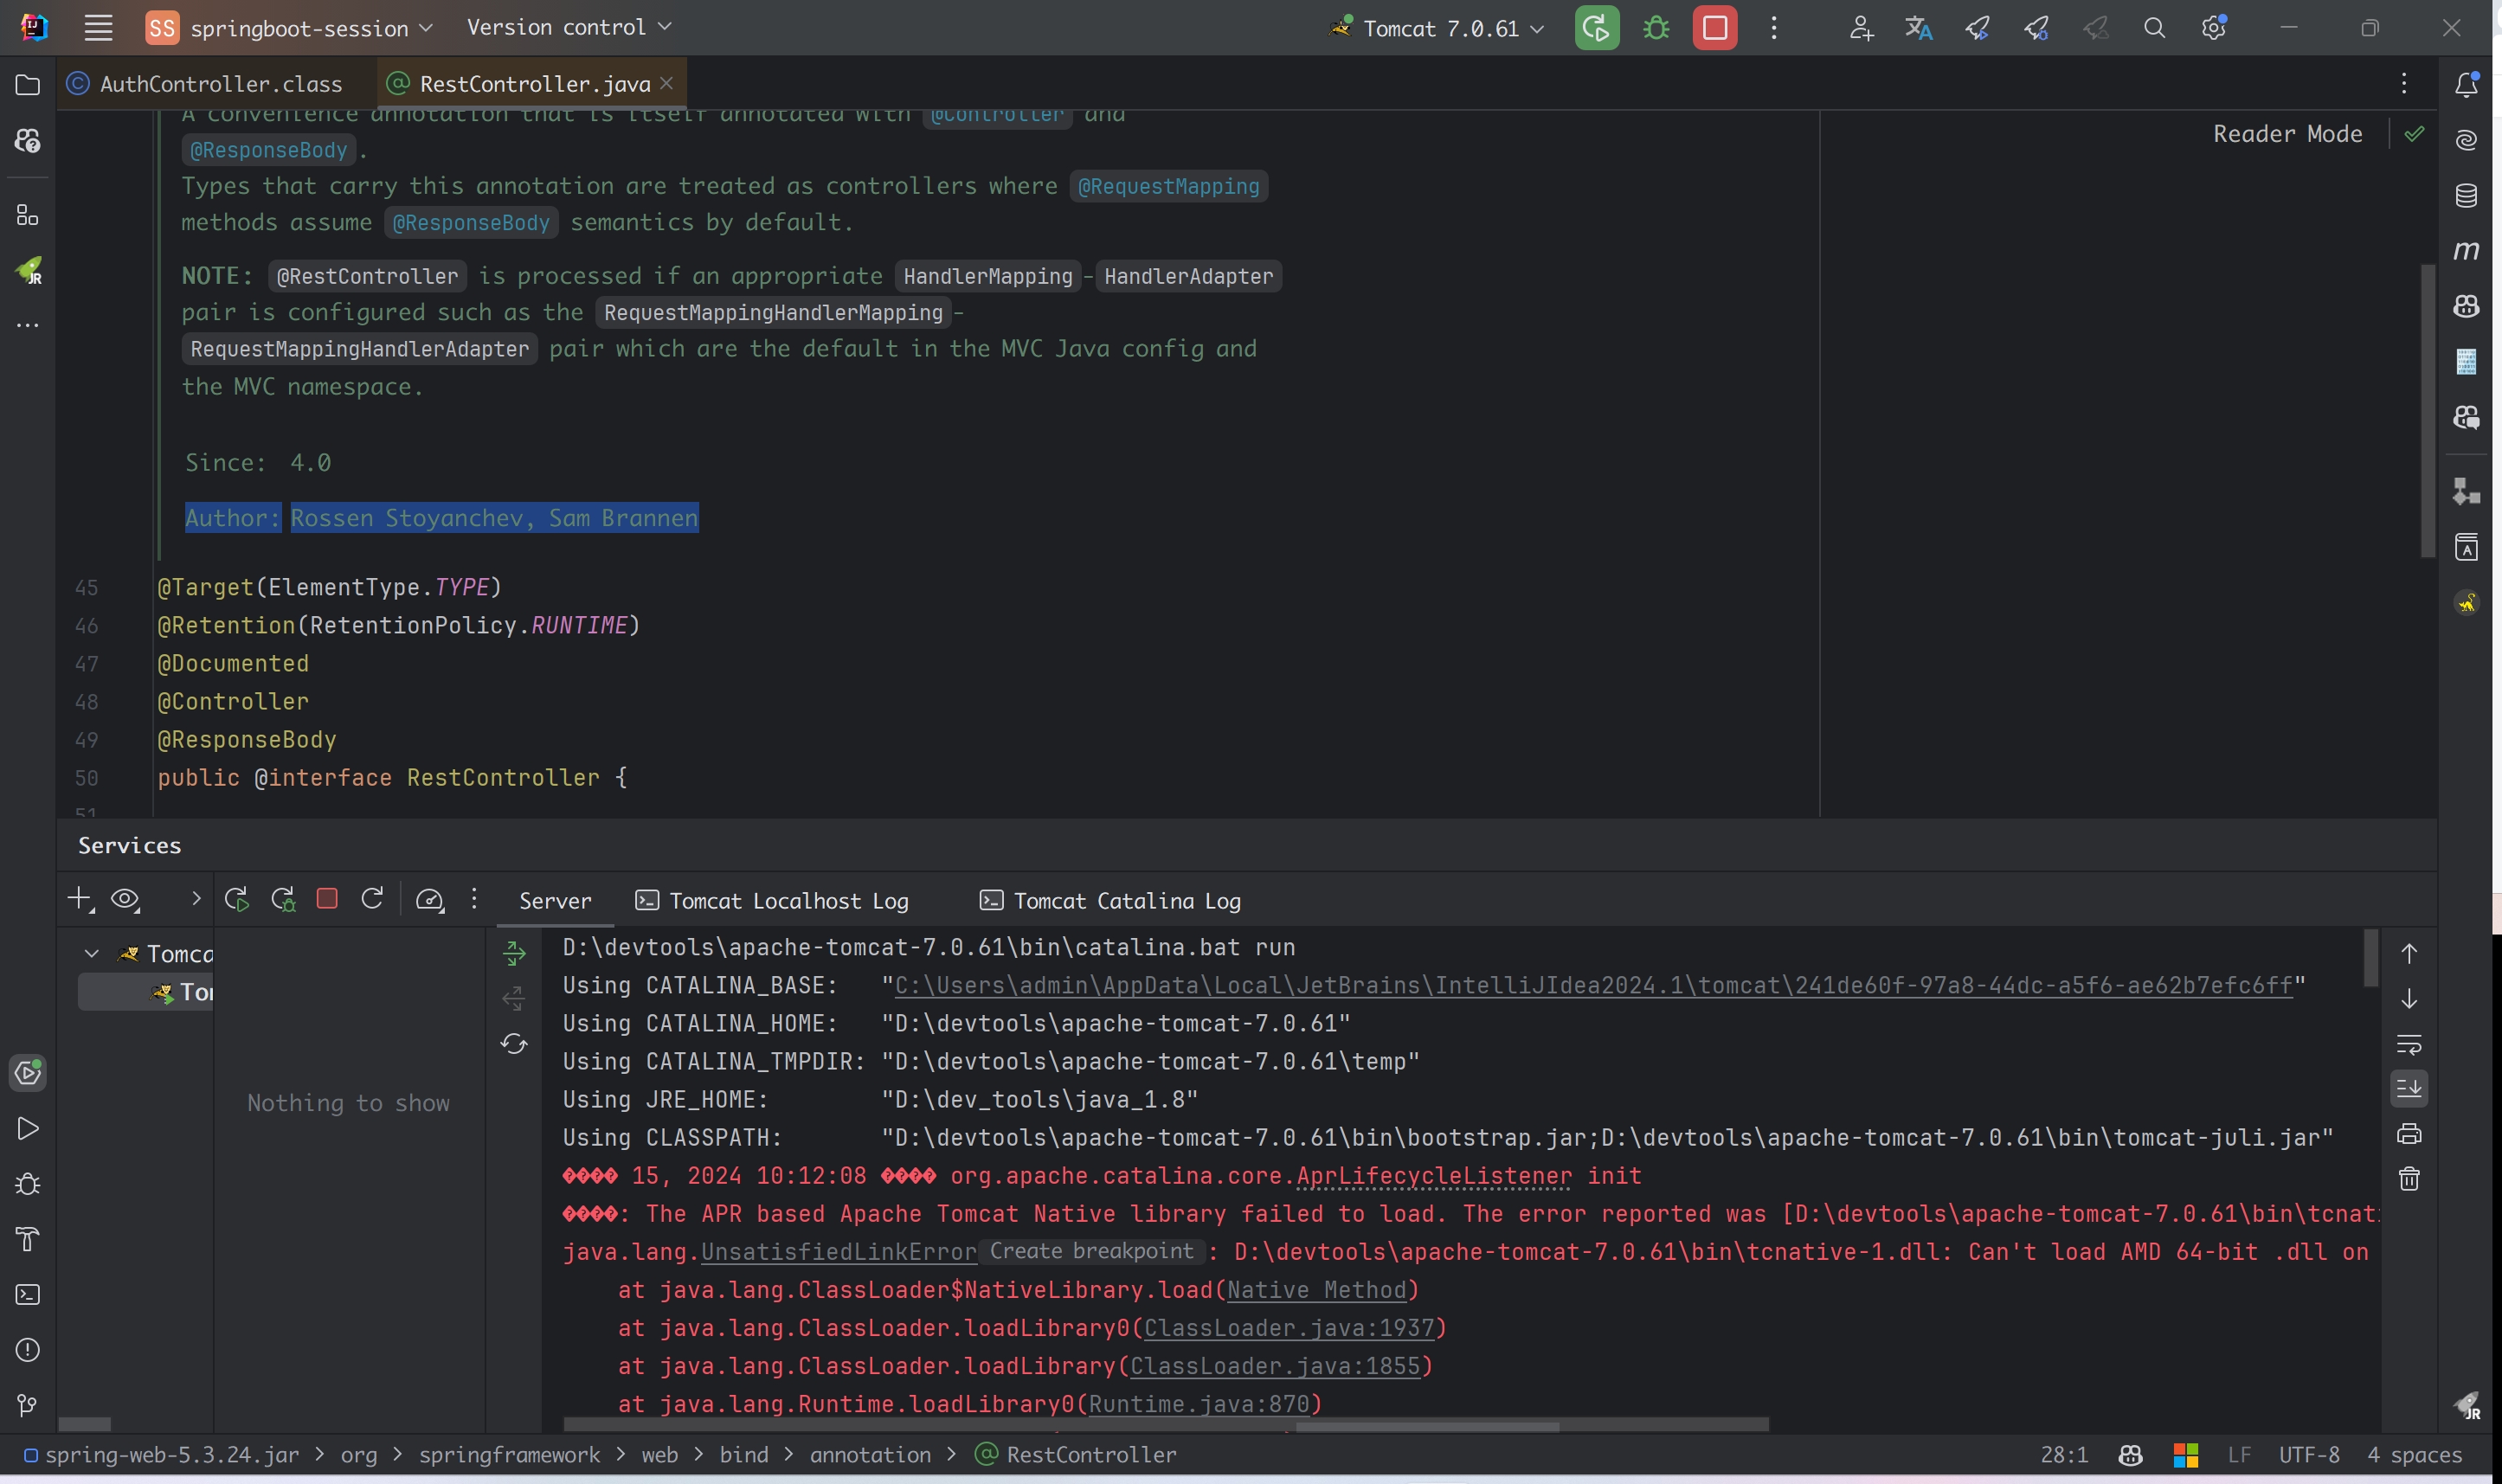 SS springboot-session Version control Tomcat 7.0.61
AuthController.class RestController.java
A convenience annotation that is itself annotated with @Controller and
@ResponseBody .
Reader Mode
Types that carry this annotation are treated as controllers where @RequestMapping
methods assume @ResponseBody semantics by default.
NOTE: @RestController is processed if an appropriate HandlerMapping-HandlerAdapter
pair is configured such as the RequestMappingHandlerMapping-
RequestMappingHandlerAdapter pair which are the default in the MVC Java config and
the MVC namespace.
Since: 4.0
Author: Rossen Stoyanchev, Sam Brannen
45 @Target(ElementType.TYPE)
46 @Retention(RetentionPolicy.RUNTIME)
47 @Documented
48 @Controller
49 @ResponseBody
50 public @interface RestController {
51
Services
Server Tomcat Localhost Log Tomcat Catalina Log
Tomca
Tor
Nothing to show
D:\devtools\apache-tomcat-7.0.61\bin\catalina.bat run
Using CATALINA_BASE: "C:\Users\admin\AppData\Local\JetBrains\IntelliJIdea2024.1\tomcat\241de60f-97a8-44dc-a5f6-ae62b7efc6ff"
Using CATALINA_HOME: "D:\devtools\apache-tomcat-7.0.61"
Using CATALINA_TMPDIR: "D:\devtools\apache-tomcat-7.0.61\temp"
Using JRE_HOME: "D:\dev_tools\java_1.8"
Using CLASSPATH: "D:\devtools\apache-tomcat-7.0.61\bin\bootstrap.jar;D:\devtools\apache-tomcat-7.0.61\bin\tomcat-juli.jar"
���� 15, 2024 10:12:08 ���� org.apache.catalina.core.AprLifecycleListener init
����: The APR based Apache Tomcat Native library failed to load. The error reported was [D:\devtools\apache-tomcat-7.0.61\bin\tcnati
java.lang.UnsatisfiedLinkError Create breakpoint : D:\devtools\apache-tomcat-7.0.61\bin\tcnative-1.dll: Can't load AMD 64-bit .dll on
at java.lang.ClassLoader$NativeLibrary.load(Native Method)
at java.lang.ClassLoader.loadLibrary0(ClassLoader.java:1937)
at java.lang.ClassLoader.loadLibrary(ClassLoader.java:1855)
at java.lang.Runtime.loadLibrary0(Runtime.java:870)
spring-web-5.3.24.jar > org > springframework > web > bind > annotation > RestController 28:1 LF UTF-8 4 spaces